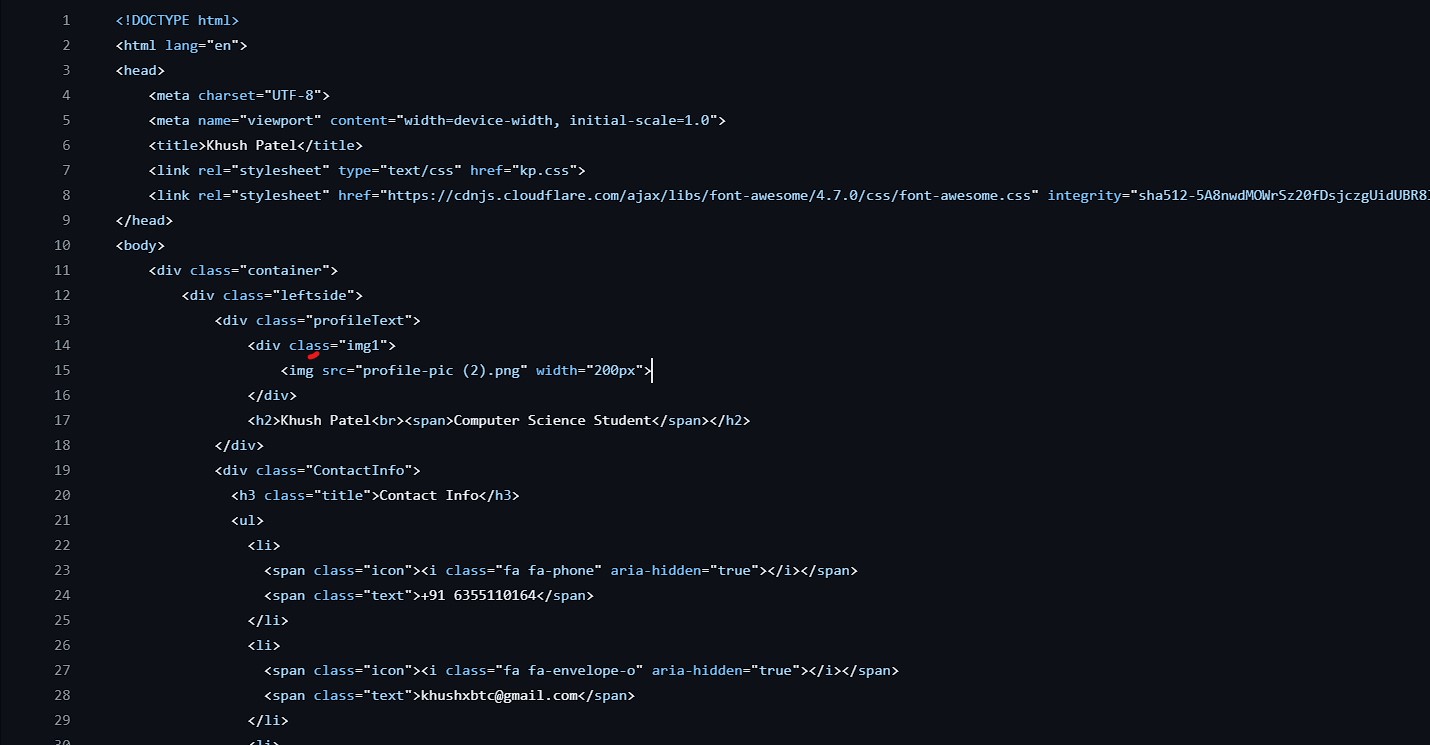 1 <!DOCTYPE html>
2 <html lang="en">
3 <head>
4 <meta charset="UTF-8">
5 <meta name="viewport" content="width=device-width, initial-scale=1.0">
6 <title>Khush Patel</title>
7 <link rel="stylesheet" type="text/css" href="kp.css">
8 <link rel="stylesheet" href="https://cdnjs.cloudflare.com/ajax/libs/font-awesome/4.7.0/css/font-awesome.css" integrity="sha512-5A8nwdMOWrSz20fDsjczgUidUBR8
9 </head>
10 <body>
11 <div class="container">
12 <div class="leftside">
13 <div class="profileText">
14 <div class="img1">
15 <img src="profile-pic (2).png" width="200px">
16 </div>
17 <h2>Khush Patel<br><span>Computer Science Student</span></h2>
18 </div>
19 <div class="ContactInfo">
20 <h3 class="title">Contact Info</h3>
21 <ul>
22 <li>
23 <span class="icon"><i class="fa fa-phone" aria-hidden="true"></i></span>
24 <span class="text">+91 6355110164</span>
25 </li>
26 <li>
27 <span class="icon"><i class="fa fa-envelope-o" aria-hidden="true"></i></span>
28 <span class="text">khushxbtc@gmail.com</span>
29 </li>
30 <li>